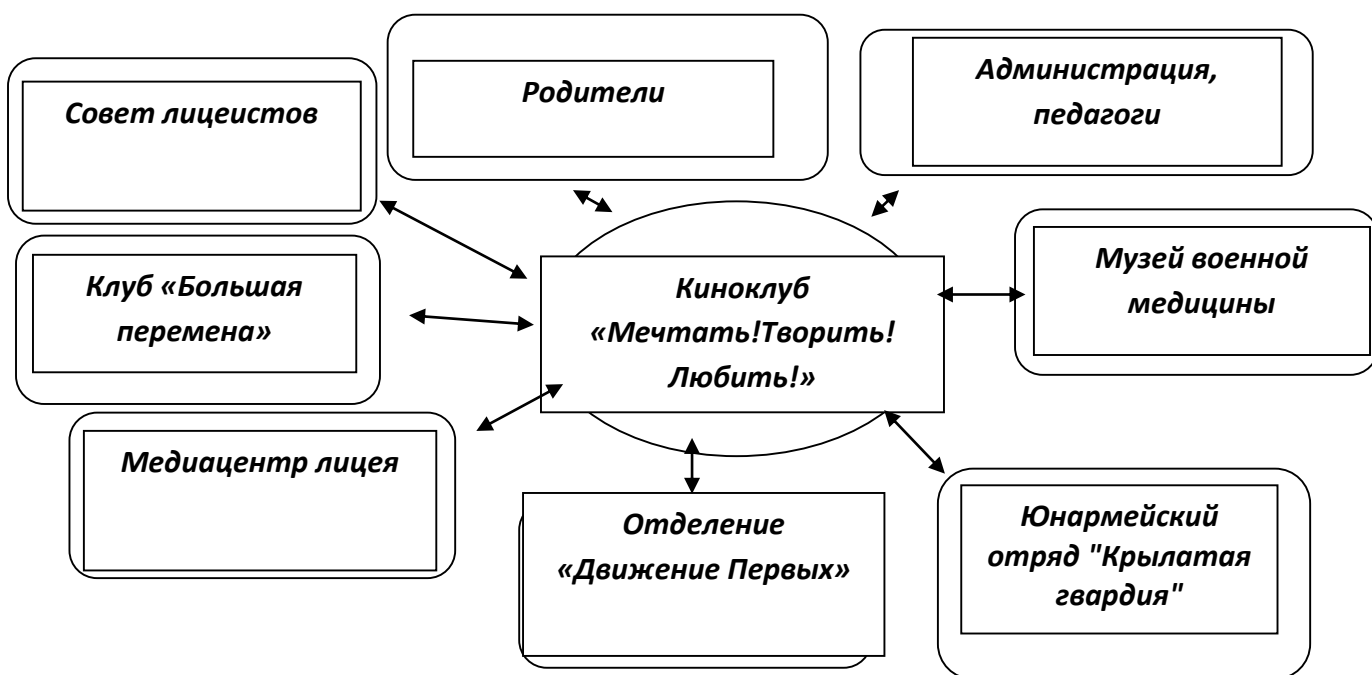 Совет лицеистов
Родители
Администрация,
педагоги
Клуб «Большая
перемена»
Киноклуб
«Мечтать!Творить!
Любить!»
Музей военной
медицины
Медиацентр лицея
Отделение
«Движение Первых»
Юнармейский
отряд "Крылатая
гвардия"